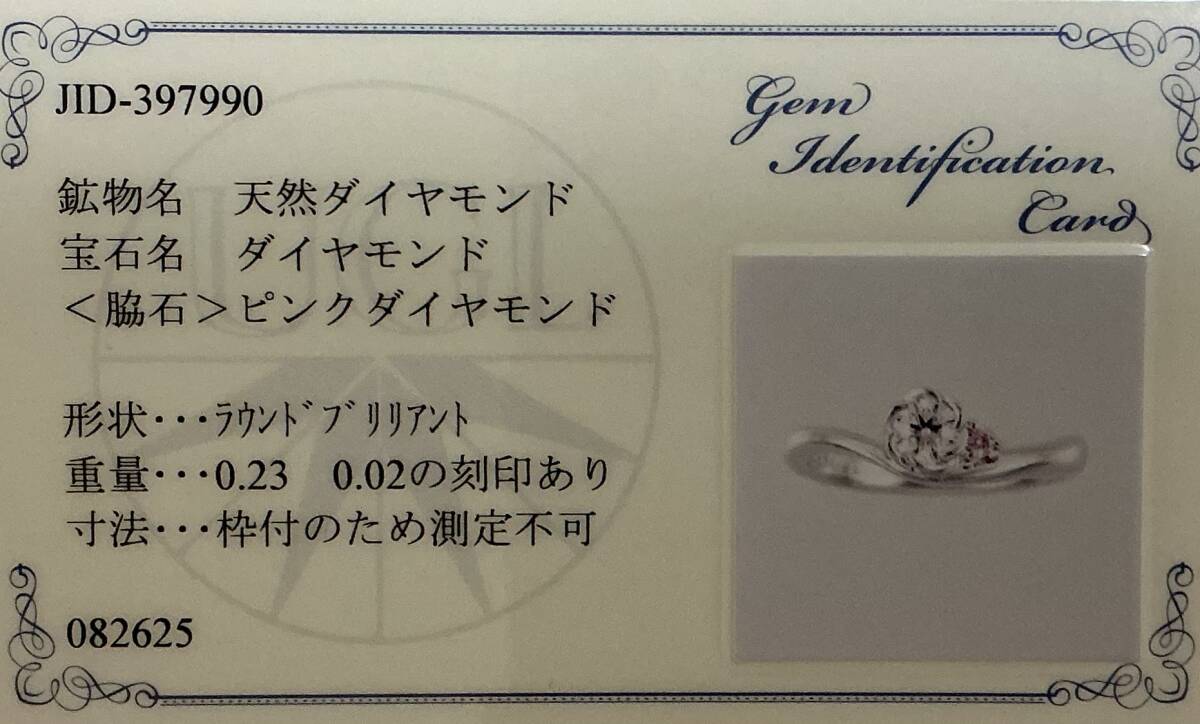 JID-397990
Gem
Identification
Card
鉱物名　天然ダイヤモンド
宝石名　ダイヤモンド
＜脇石＞ピンクダイヤモンド
形状･･･ﾗｳﾝﾄﾞﾌﾞﾘﾘｱﾝﾄ
重量･･･0.23　0.02の刻印あり
寸法･･･枠付のため測定不可
082625